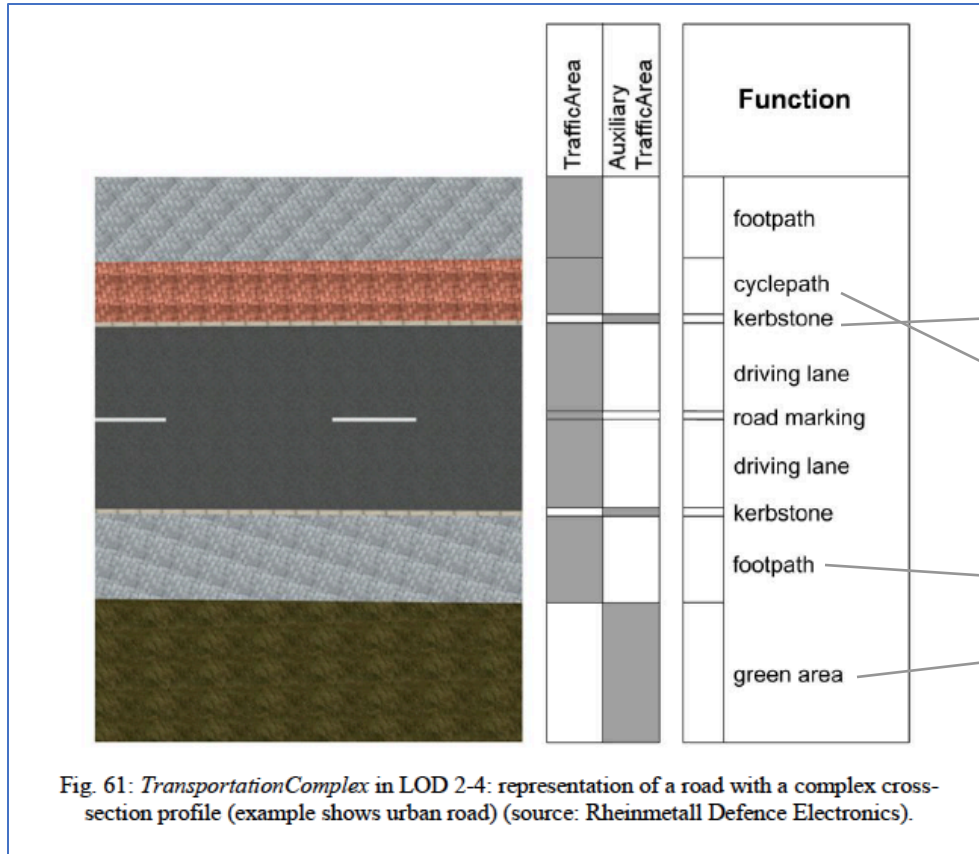 TrafficArea
Auxiliary
TrafficArea
Function
footpath
cyclepath
kerbstone
driving lane
road marking
driving lane
kerbstone
footpath
green area
Fig. 61: TransportationComplex in LOD 2-4: representation of a road with a complex cross-
section profile (example shows urban road) (source: Rheinmetall Defence Electronics).